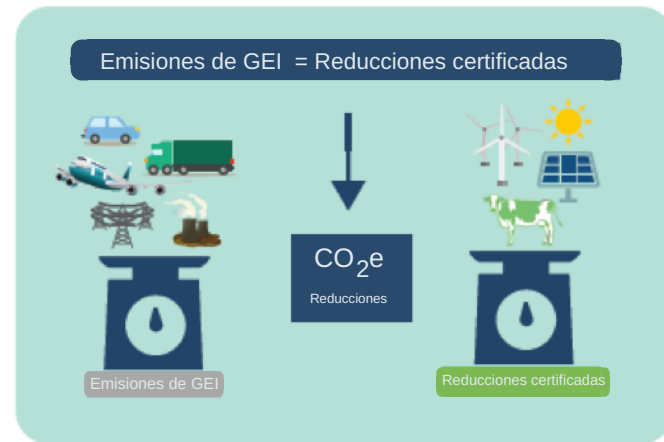 Emisiones de GEI = Reducciones certificadas
CO2e
Reducciones
Emisiones de GEI
Reducciones certificadas